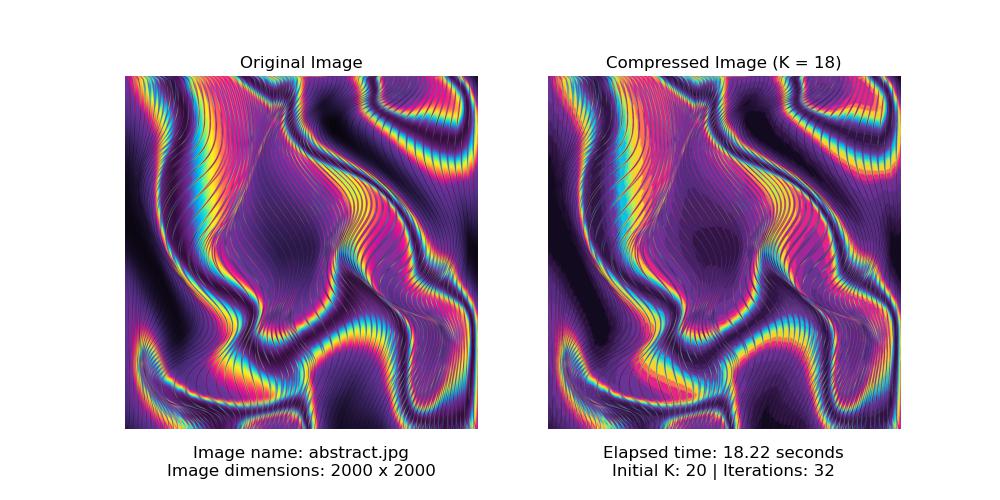 Original Image
Compressed Image (K = 18)
Image name: abstract.jpg
Image dimensions: 2000 x 2000
Elapsed time: 18.22 seconds
Initial K: 20 | Iterations: 32